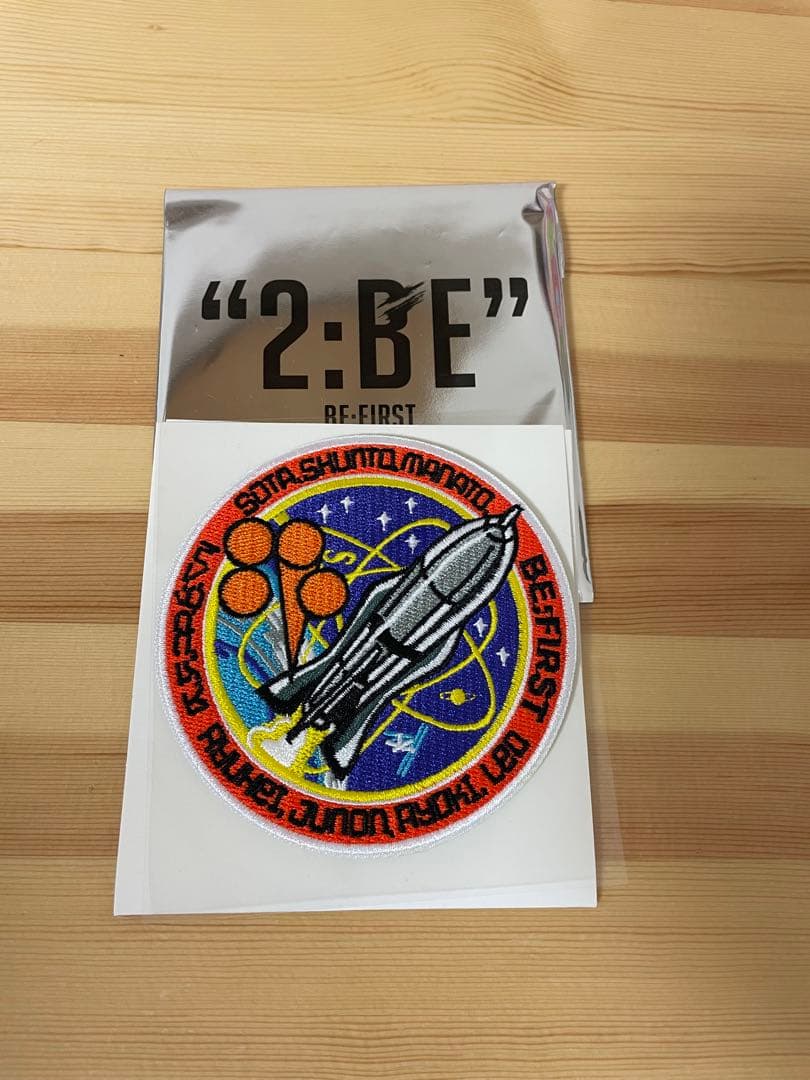 “2:BE”
BE:FIRST
SOTA, SHUNTO, MANATO,
BE:FIRST
RYUHEI, JUNON, RYOKI, LEO